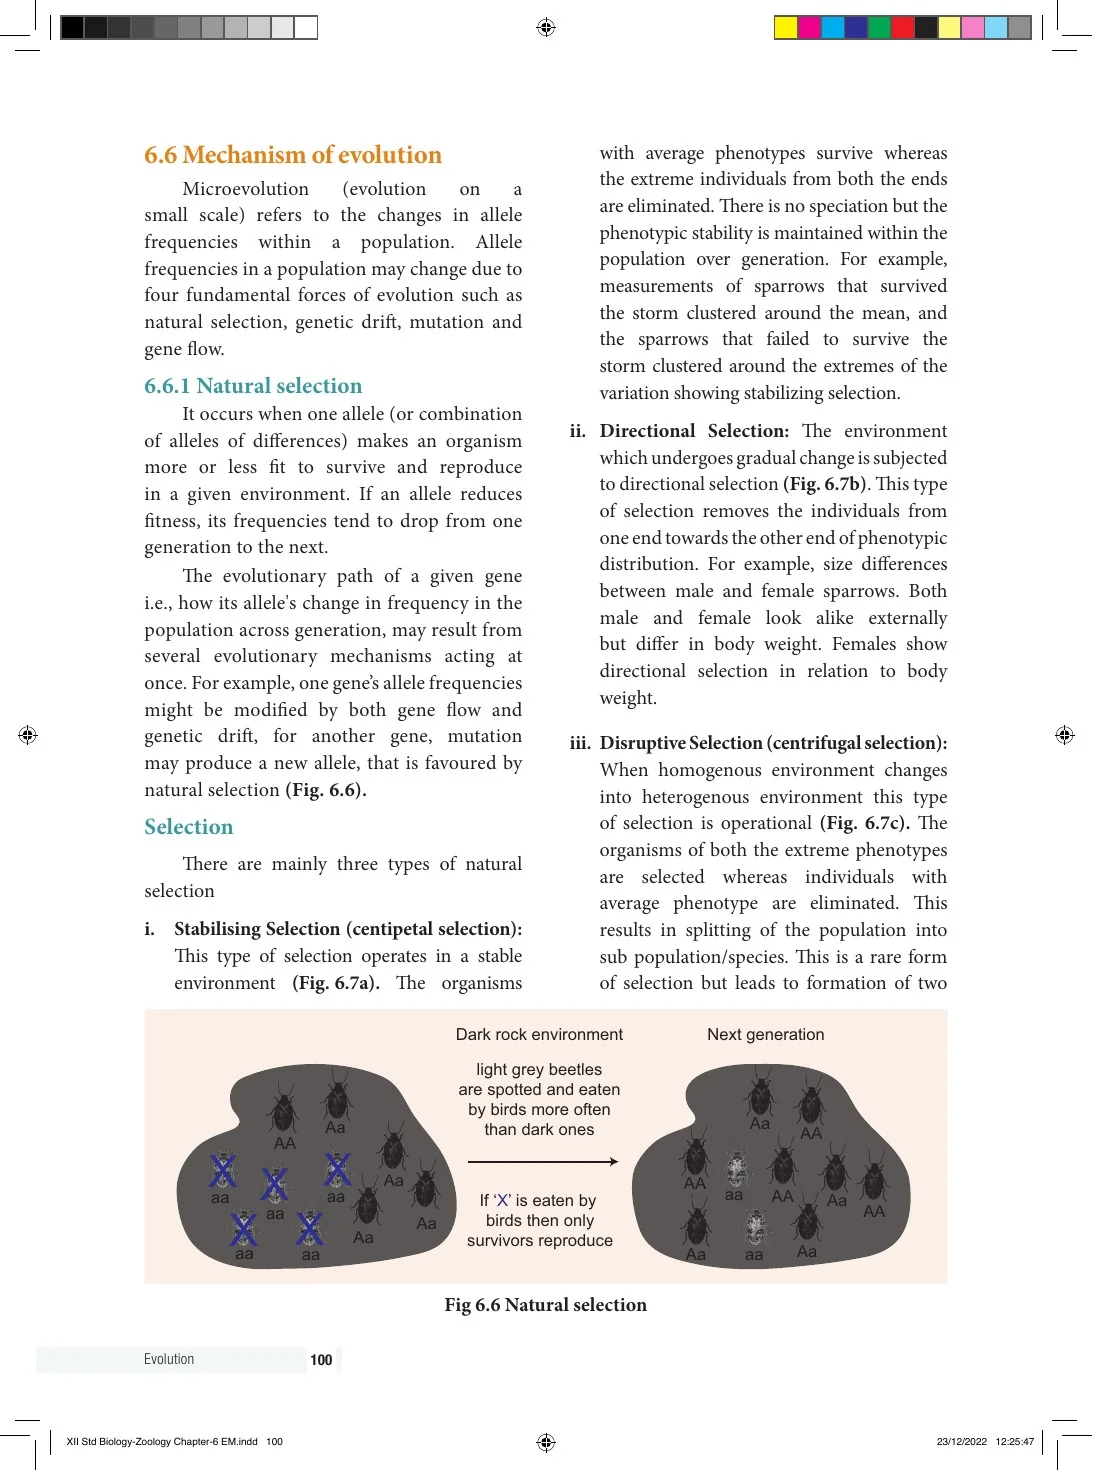 6.6 Mechanism of evolution
Microevolution (evolution on a
small scale) refers to the changes in allele
frequencies within a population. Allele
frequencies in a population may change due to
four fundamental forces of evolution such as
natural selection, genetic drift, mutation and
gene flow.
6.6.1 Natural selection
It occurs when one allele (or combination
of alleles of differences) makes an organism
more or less fit to survive and reproduce
in a given environment. If an allele reduces
fitness, its frequencies tend to drop from one
generation to the next.
The evolutionary path of a given gene
i.e., how its allele's change in frequency in the
population across generation, may result from
several evolutionary mechanisms acting at
once. For example, one gene’s allele frequencies
might be modified by both gene flow and
genetic drift, for another gene, mutation
may produce a new allele, that is favoured by
natural selection (Fig. 6.6).
Selection
There are mainly three types of natural
selection
i. Stabilising Selection (centipetal selection):
This type of selection operates in a stable
environment (Fig. 6.7a). The organisms
with average phenotypes survive whereas
the extreme individuals from both the ends
are eliminated. There is no speciation but the
phenotypic stability is maintained within the
population over generation. For example,
measurements of sparrows that survived
the storm clustered around the mean, and
the sparrows that failed to survive the
storm clustered around the extremes of the
variation showing stabilizing selection.
ii. Directional Selection: The environment
which undergoes gradual change is subjected
to directional selection (Fig. 6.7b). This type
of selection removes the individuals from
one end towards the other end of phenotypic
distribution. For example, size differences
between male and female sparrows. Both
male and female look alike externally
but differ in body weight. Females show
directional selection in relation to body
weight.
iii. Disruptive Selection (centrifugal selection):
When homogenous environment changes
into heterogenous environment this type
of selection is operational (Fig. 6.7c). The
organisms of both the extreme phenotypes
are selected whereas individuals with
average phenotype are eliminated. This
results in splitting of the population into
sub population/species. This is a rare form
of selection but leads to formation of two
Dark rock environment
light grey beetles
are spotted and eaten
by birds more often
than dark ones
If ‘X’ is eaten by
birds then only
survivors reproduce
Next generation
AA
Aa
Aa
Aa
Aa
X
aa
X
aa
X
aa
X
aa
X
aa
Aa
AA
AA
aa
AA
Aa
AA
Aa
aa
Aa
Fig 6.6 Natural selection
Evolution 100
XII Std Biology-Zoology Chapter-6 EM.indd 100
23/12/2022 12:25:47